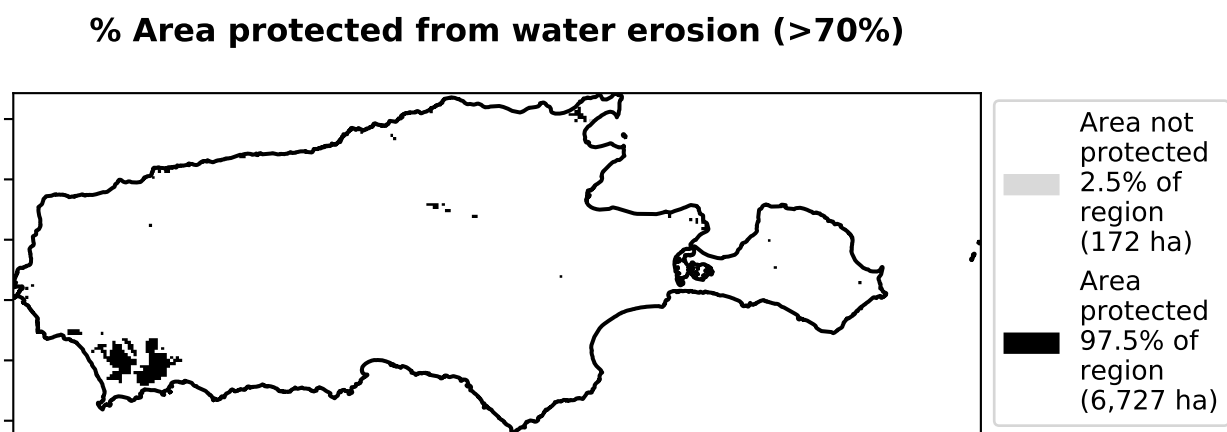 % Area protected from water erosion (>70%)
Area not
protected
2.5% of
region
(172 ha)
Area
protected
97.5% of
region
(6,727 ha)